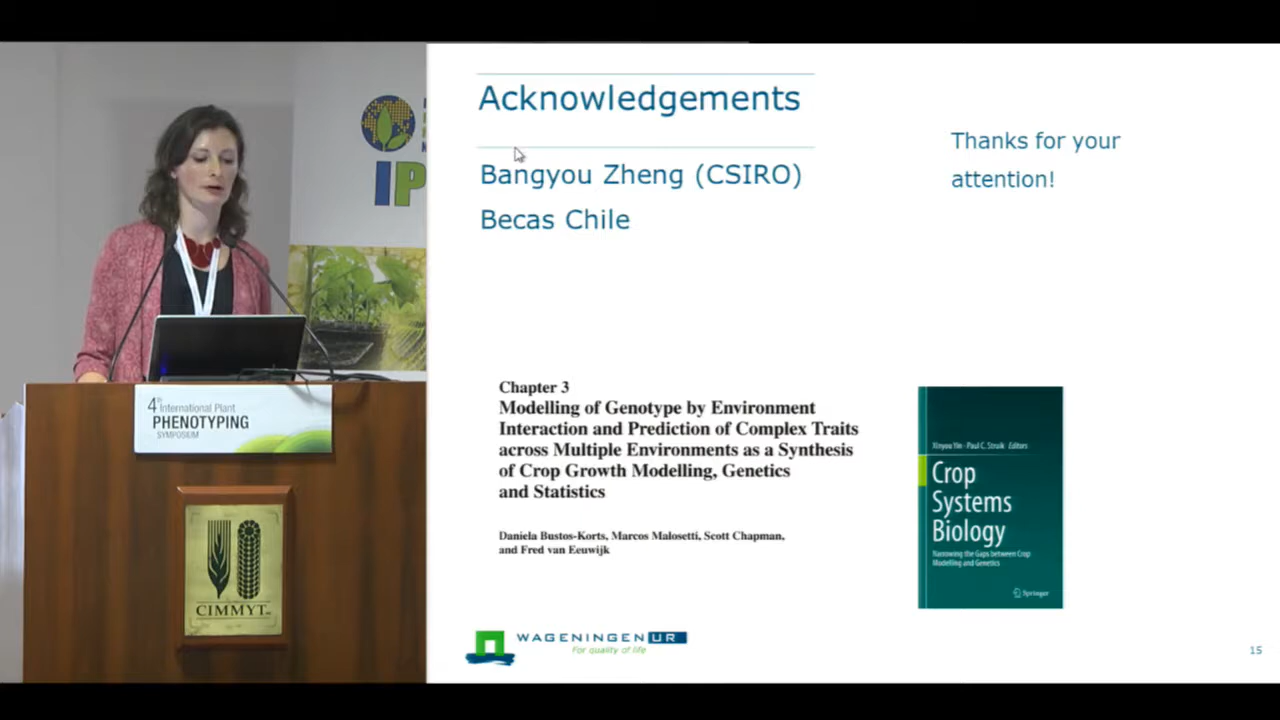 IP
4th International Plant
PHENOTYPING
SYMPOSIUM
CIMMYT
Acknowledgements
Bangyou Zheng (CSIRO)
Becas Chile
Thanks for your
attention!
Chapter 3
Modelling of Genotype by Environment
Interaction and Prediction of Complex Traits
across Multiple Environments as a Synthesis
of Crop Growth Modelling, Genetics
and Statistics
Daniela Bustos-Korts, Marcos Malosetti, Scott Chapman,
and Fred van Eeuwijk
Xinyou Yin · Paul C. Struik Editors
Crop
Systems
Biology
Narrowing the Gaps between Crop
Modelling and Genetics
Springer
WAGENINGEN UR
For quality of life
15